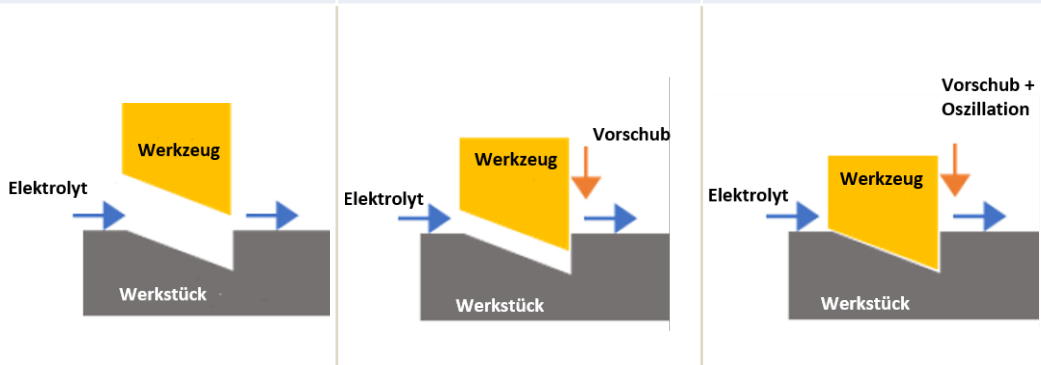 Werkzeug
Elektrolyt
Werkstück
Vorschub
Werkzeug
Elektrolyt
Werkstück
Vorschub +
Oszillation
Werkzeug
Elektrolyt
Werkstück